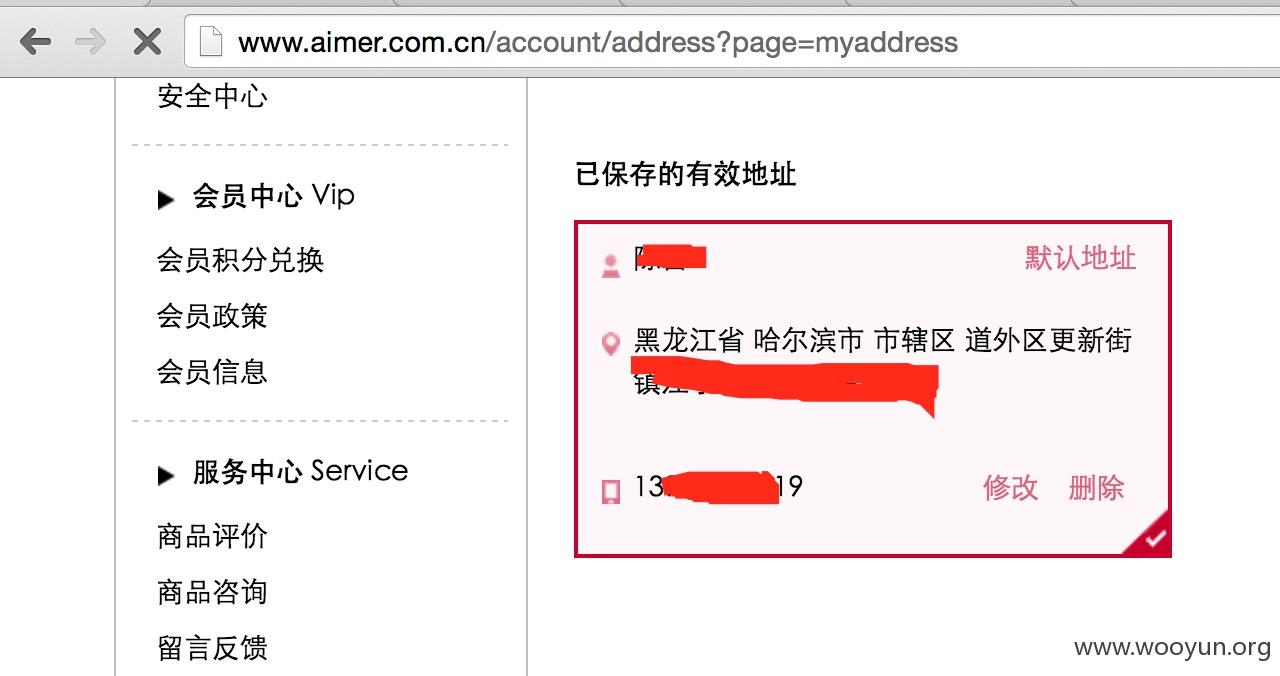 www.aimer.com.cn/account/address?page=myaddress
安全中心
会员中心 Vip
会员积分兑换
会员政策
会员信息
服务中心 Service
商品评价
商品咨询
留言反馈
已保存的有效地址
默认地址
黑龙江省 哈尔滨市 市辖区 道外区更新街
镇江
13 19
修改 删除
www.wooyun.org